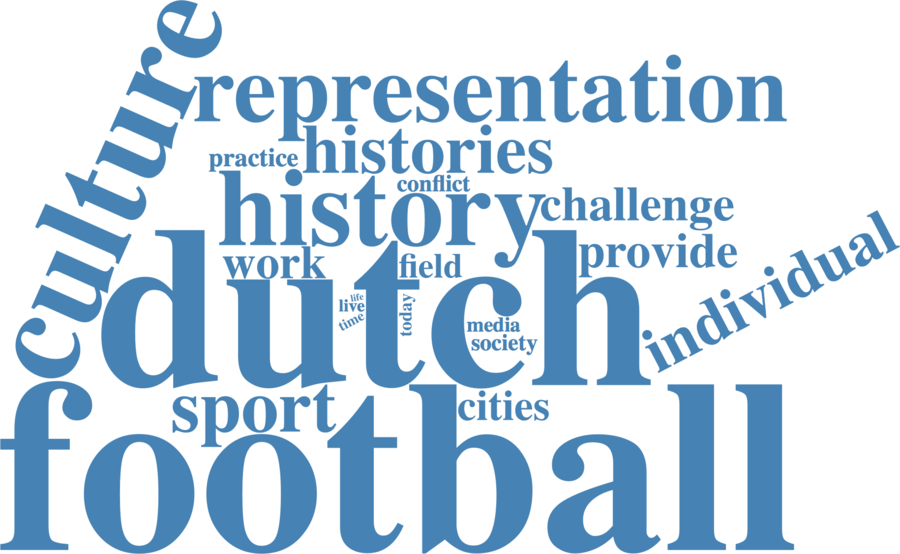 culture
representation
practice
histories
conflict
history
challenge
provide
individual
work
field
dutch
life
live
time
today
media
society
sport
cities
football